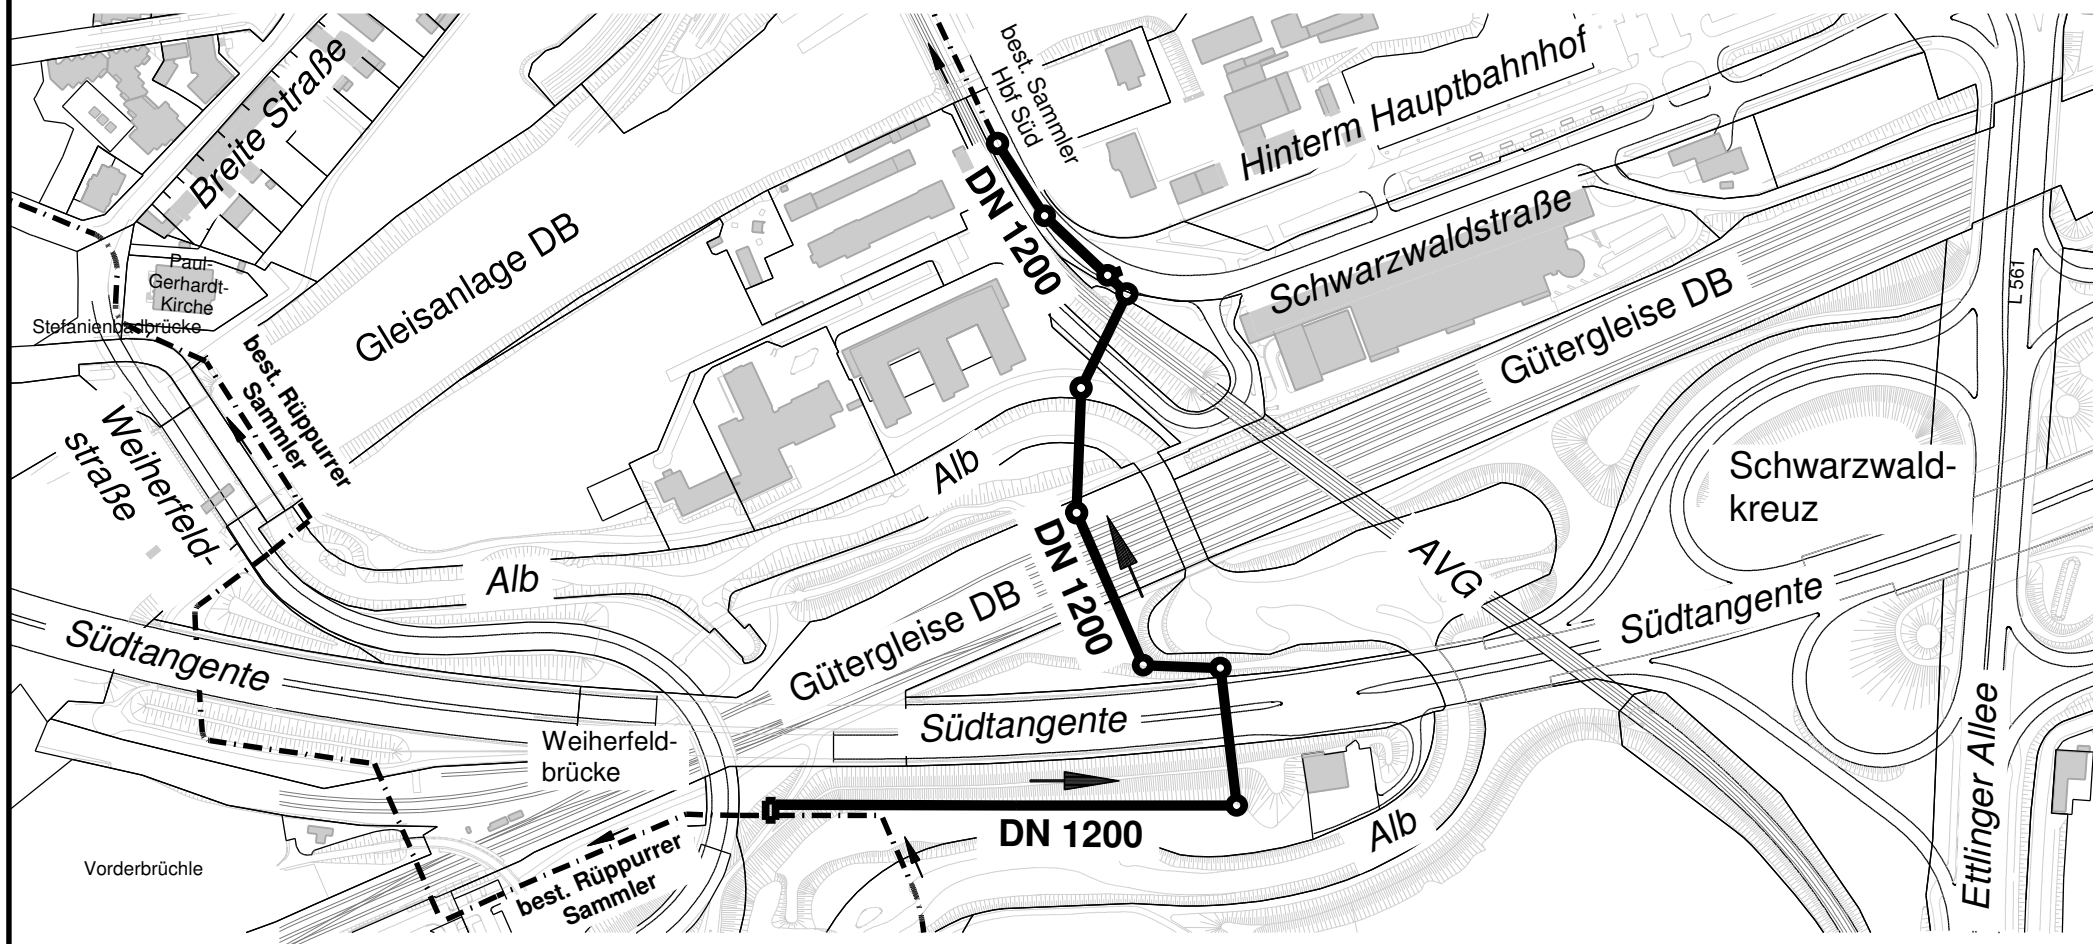 best. Sammler
Hbf Süd
Hinterm Hauptbahnhof
Breite Straße
DN 1200
Schwarzwaldstraße
Gleisanlage DB
Paul-
Gerhardt-
Kirche
Stefanienbadbrücke
L 561
Gütergleise DB
best. Rüppurrer
Sammler
Weiherfeld-
straße
Alb
Schwarzwald-
kreuz
DN 1200
AVG
Alb
Gütergleise DB
Südtangente
Südtangente
Südtangente
Weiherfeld-
brücke
Ettlinger Allee
DN 1200
Alb
Vorderbrüchle
best. Rüppurrer
Sammler